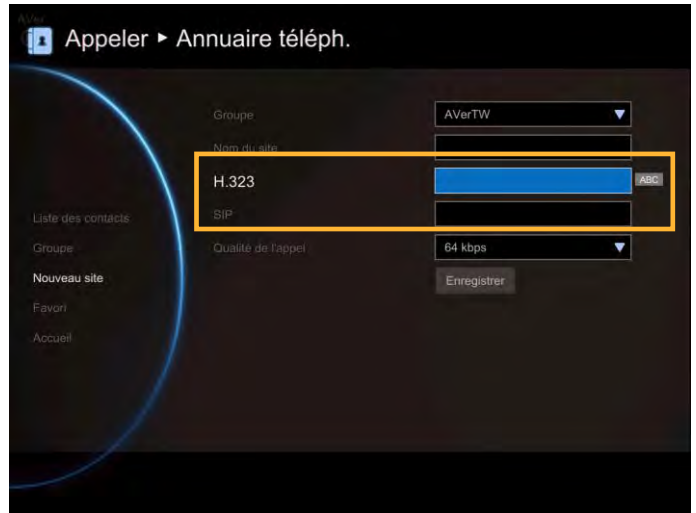 AVer
Appeler ▸ Annuaire téléph.
Groupe AVerTW ▼
Nom du site
H.323 ABC
SIP
Qualité de l'appel 64 kbps ▼
Enregistrer
Liste des contacts
Groupe
Nouveau site
Favori
Accueil